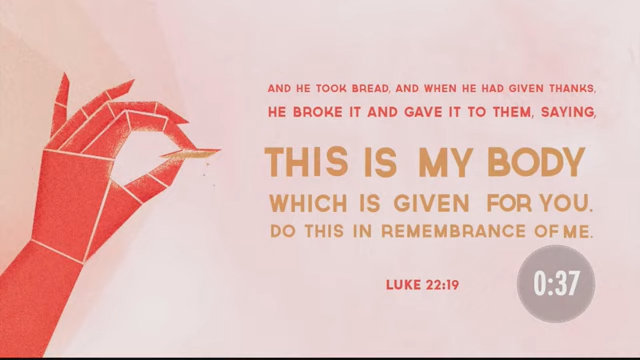 AND HE TOOK BREAD, AND WHEN HE HAD GIVEN THANKS,
HE BROKE IT AND GAVE IT TO THEM, SAYING,
THIS IS MY BODY
WHICH IS GIVEN FOR YOU.
DO THIS IN REMEMBRANCE OF ME.
LUKE 22:19
0:37